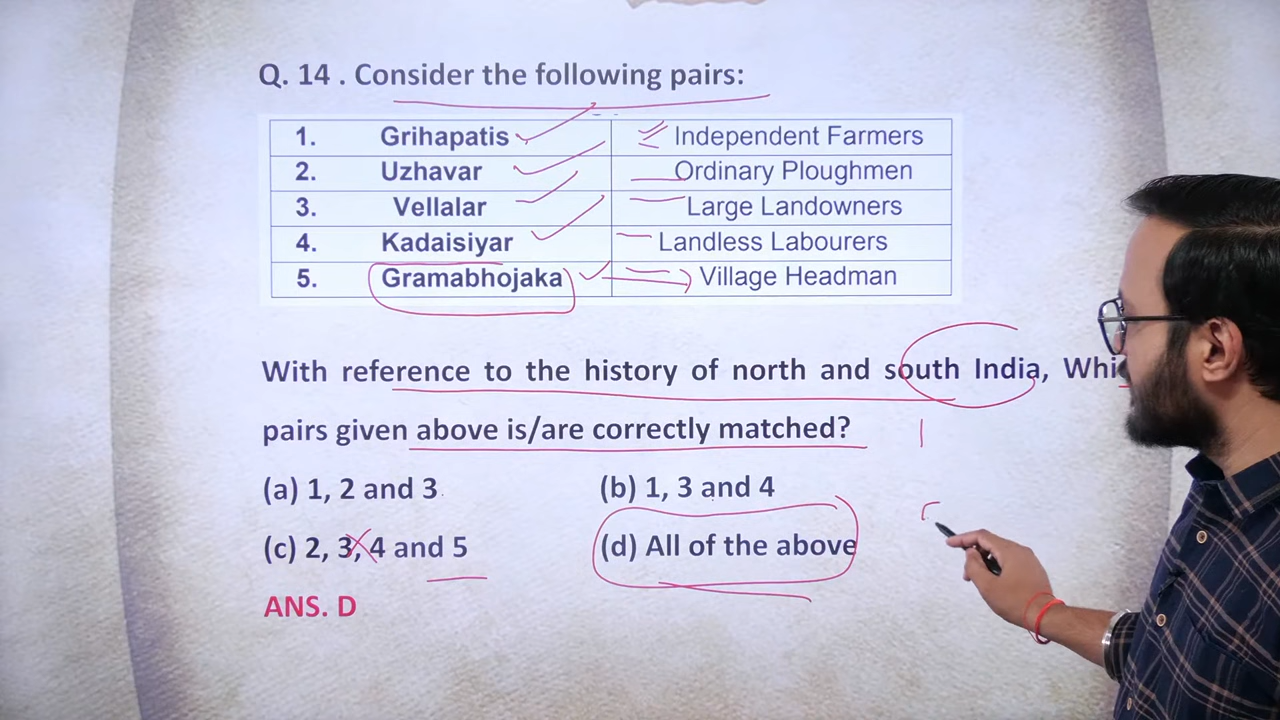 Q. 14 . Consider the following pairs:
1. Grihapatis Independent Farmers
2. Uzhavar Ordinary Ploughmen
3. Vellalar Large Landowners
4. Kadaisiyar Landless Labourers
5. Gramabhojaka Village Headman
With reference to the history of north and south India, Whi
pairs given above is/are correctly matched?
(a) 1, 2 and 3 (b) 1, 3 and 4
(c) 2, 3, 4 and 5 (d) All of the above
ANS. D